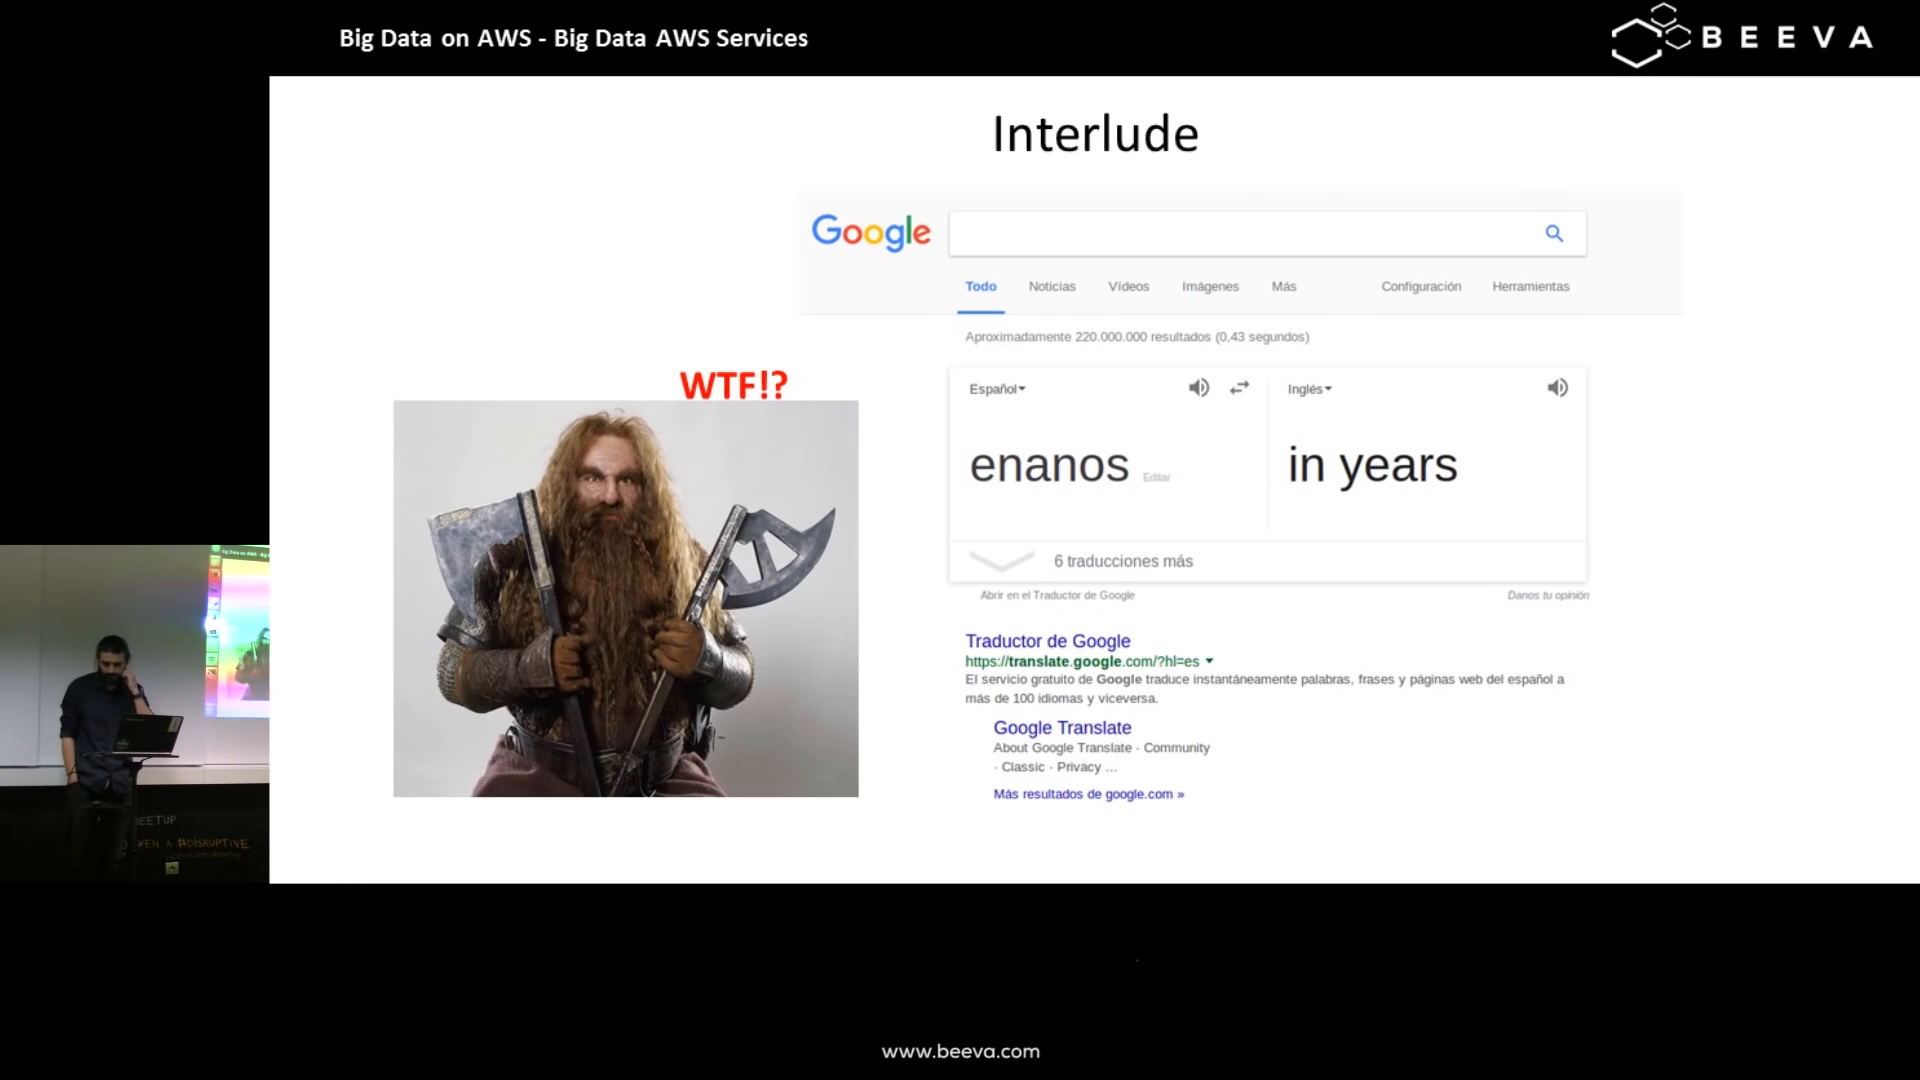 Big Data on AWS - Big Data AWS Services
BEEVA
Interlude
Google
Todo Noticias Vídeos Imágenes Más Configuración Herramientas
Aproximadamente 220.000.000 resultados (0,43 segundos)
WTF!?
Español Inglés
enanos Editar in years
6 traducciones más
Abrir en el Traductor de Google Danos tu opinión
Traductor de Google
https://translate.google.com/?hl=es
El servicio gratuito de Google traduce instantáneamente palabras, frases y páginas web del español a
más de 100 idiomas y viceversa.
Google Translate
About Google Translate · Community
· Classic · Privacy ...
Más resultados de google.com »
#DISRUPTIVE
www.beeva.com